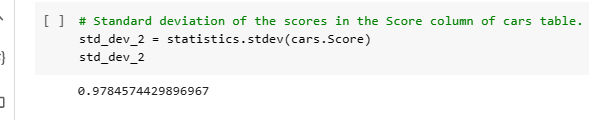 [ ] # Standard deviation of the scores in the Score column of cars table.
std_dev_2 = statistics.stdev(cars.Score)
std_dev_2
0.9784574429896967